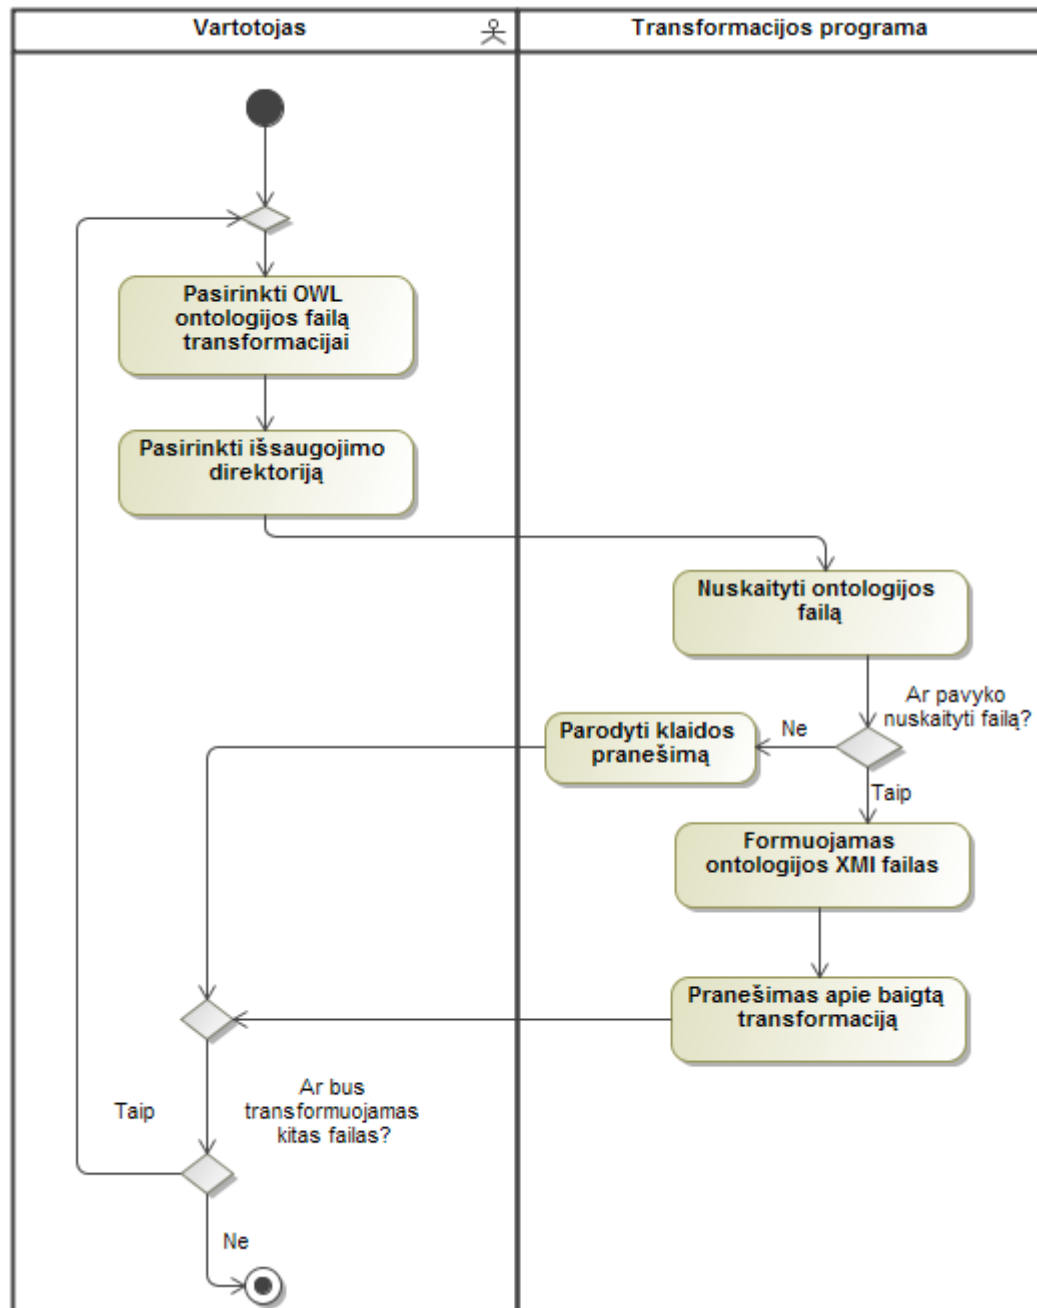 Vartotojas
Transformacijos programa
Pasirinkti OWL
ontologijos failą
transformacijai
Pasirinkti išsaugojimo
direktoriją
Nuskaityti ontologijos
failą
Ar pavyko
nuskaityti failą?
Ne
Parodyti klaidos
pranešimą
Taip
Formuojamas
ontologijos XMI failas
Pranešimas apie baigtą
transformaciją
Ar bus
transformuojamas
kitas failas?
Taip
Ne